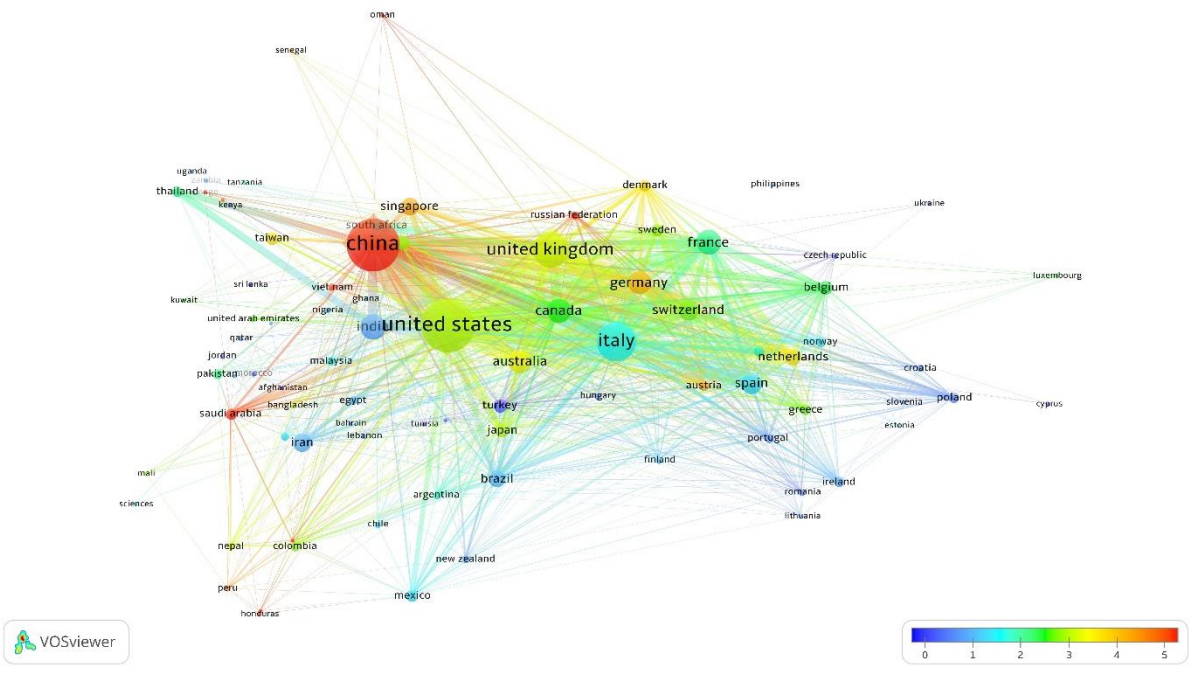 oman
senegal
uganda
thailand
tanzania
kenya
singapore
denmark
philippines
russian federation
ukraine
south africa
taiwan
china
united kingdom
sweden
france
czech republic
luxembourg
sri lanka
viet nam
germany
belgium
kuwait
ghana
nigeria
canada
switzerland
united arab emirates
india
united states
qatar
italy
norway
jordan
malaysia
australia
netherlands
pakistan
morocco
croatia
afghanistan
austria
spain
egypt
bangladesh
turkey
hungary
slovenia
poland
cyprus
saudi arabia
greece
bahrain
tunisia
estonia
lebanon
japan
iran
portugal
finland
mali
brazil
ireland
argentina
romania
sciences
chile
lithuania
nepal
colombia
new zealand
peru
mexico
honduras
VOSviewer
0 1 2 3 4 5